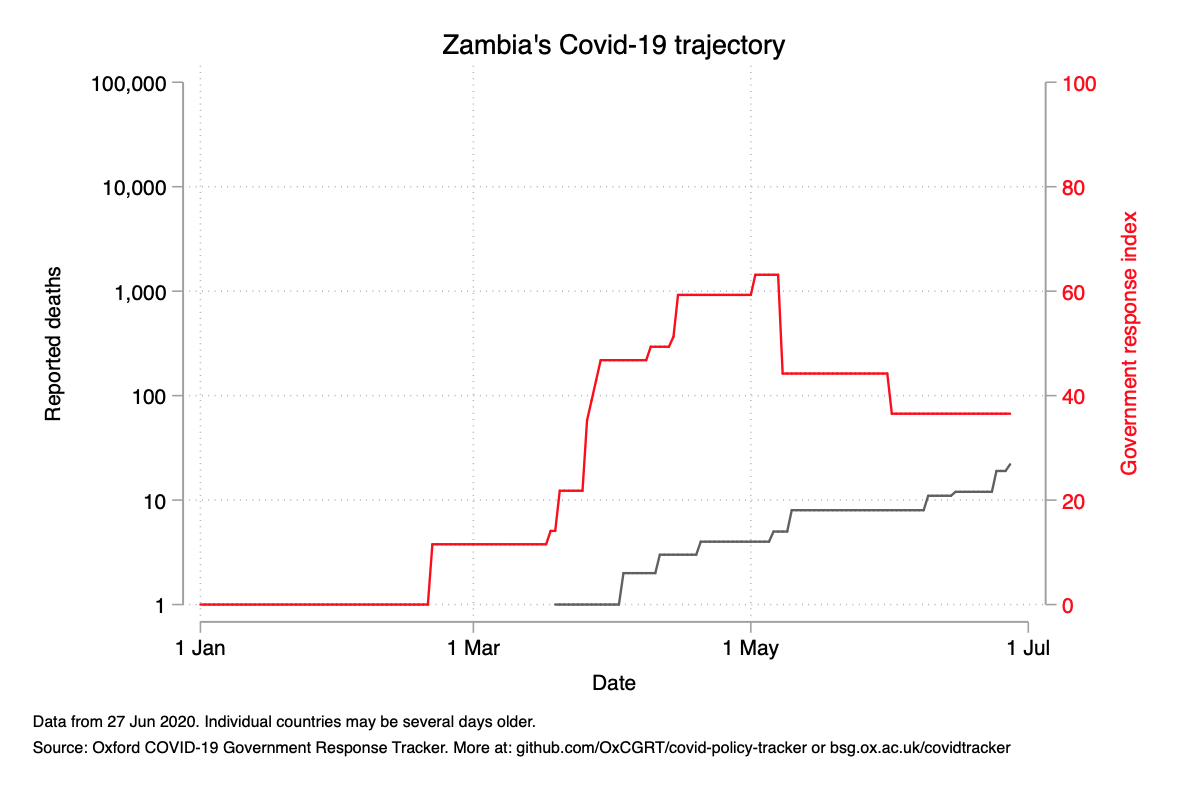 Zambia's Covid-19 trajectory
100,000
10,000
1,000
100
10
1
Reported deaths
100
80
60
40
20
0
Government response index
1 Jan
1 Mar
1 May
1 Jul
Date
Data from 27 Jun 2020. Individual countries may be several days older.
Source: Oxford COVID-19 Government Response Tracker. More at: github.com/OxCGRT/covid-policy-tracker or bsg.ox.ac.uk/covidtracker